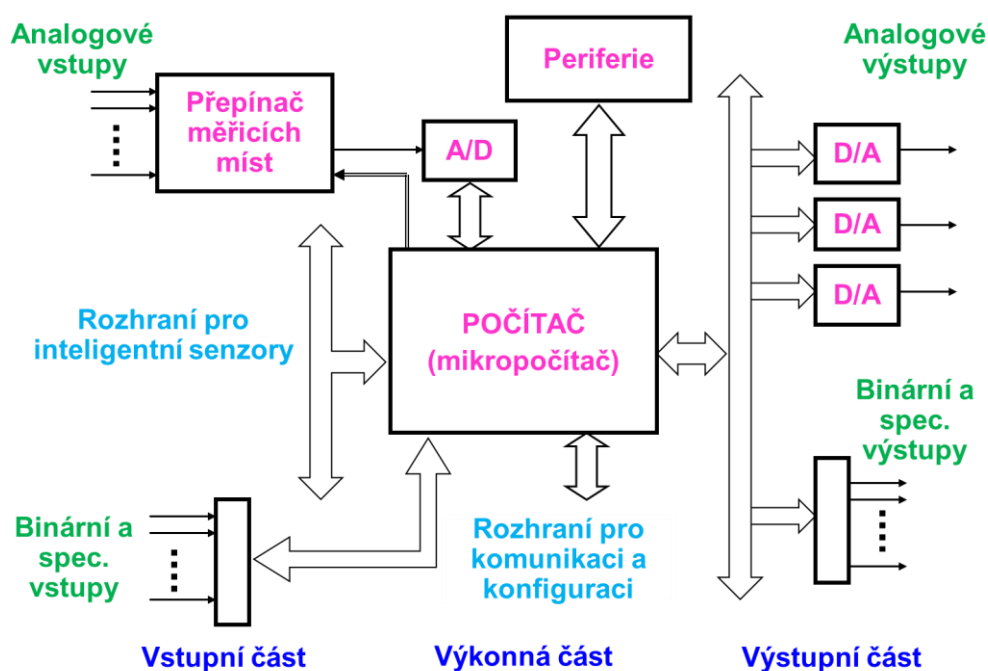 Analogové
vstupy
Přepínač
měřicích
míst
A/D
Periferie
Analogové
výstupy
D/A
D/A
D/A
Rozhraní pro
inteligentní senzory
POČÍTAČ
(mikropočítač)
Binární a
spec.
výstupy
Binární a
spec.
vstupy
Rozhraní pro
komunikaci a
konfiguraci
Vstupní část
Výkonná část
Výstupní část